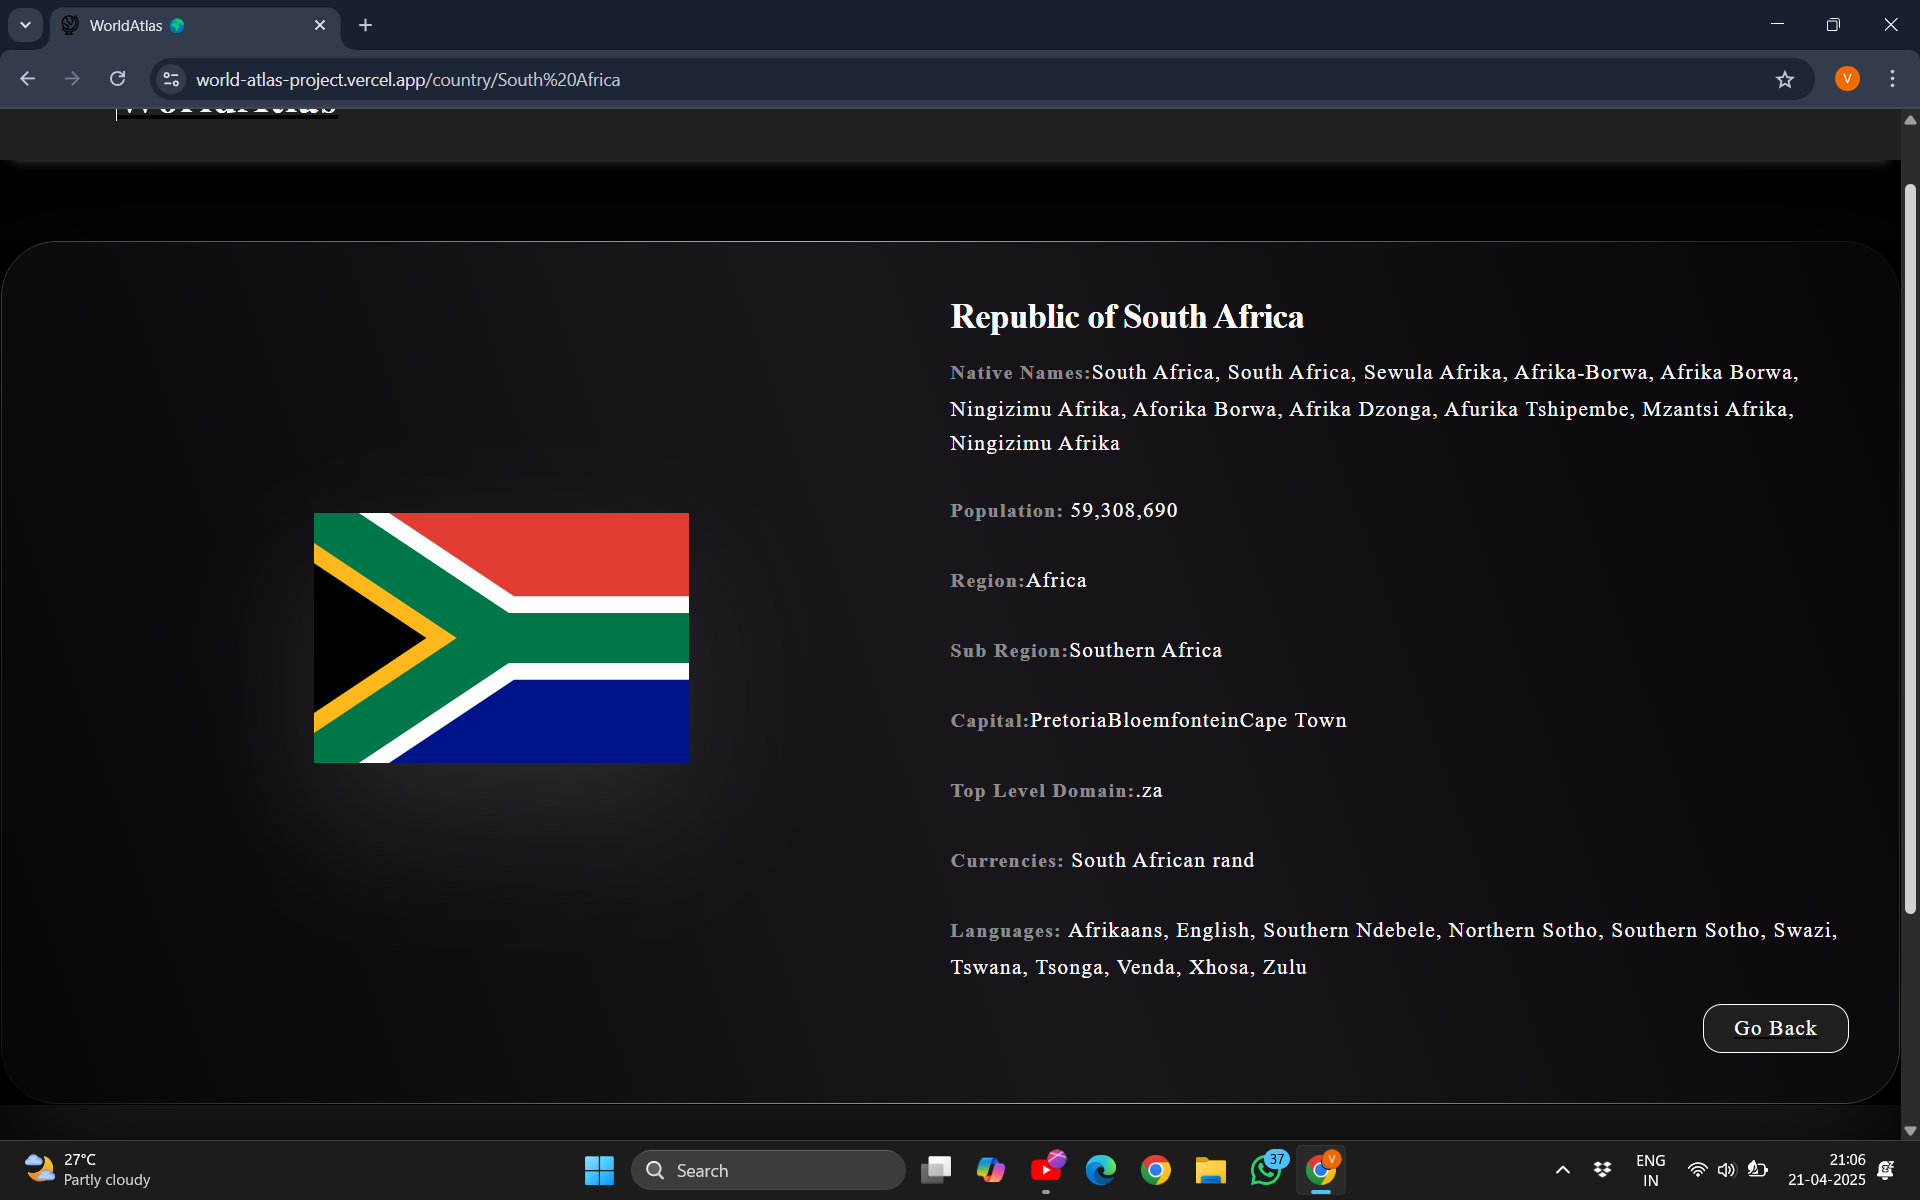 WorldAtlas
world-atlas-project.vercel.app/country/South%20Africa
V
WorldAtlas
Republic of South Africa
Native Names:South Africa, South Africa, Sewula Afrika, Afrika-Borwa, Afrika Borwa,
Ningizimu Afrika, Aforika Borwa, Afrika Dzonga, Afurika Tshipembe, Mzantsi Afrika,
Ningizimu Afrika
Population: 59,308,690
Region:Africa
Sub Region:Southern Africa
Capital:PretoriaBloemfonteinCape Town
Top Level Domain:.za
Currencies: South African rand
Languages: Afrikaans, English, Southern Ndebele, Northern Sotho, Southern Sotho, Swazi,
Tswana, Tsonga, Venda, Xhosa, Zulu
Go Back
27°C
Partly cloudy
Search
37
V
ENG
IN
21:06
21-04-2025